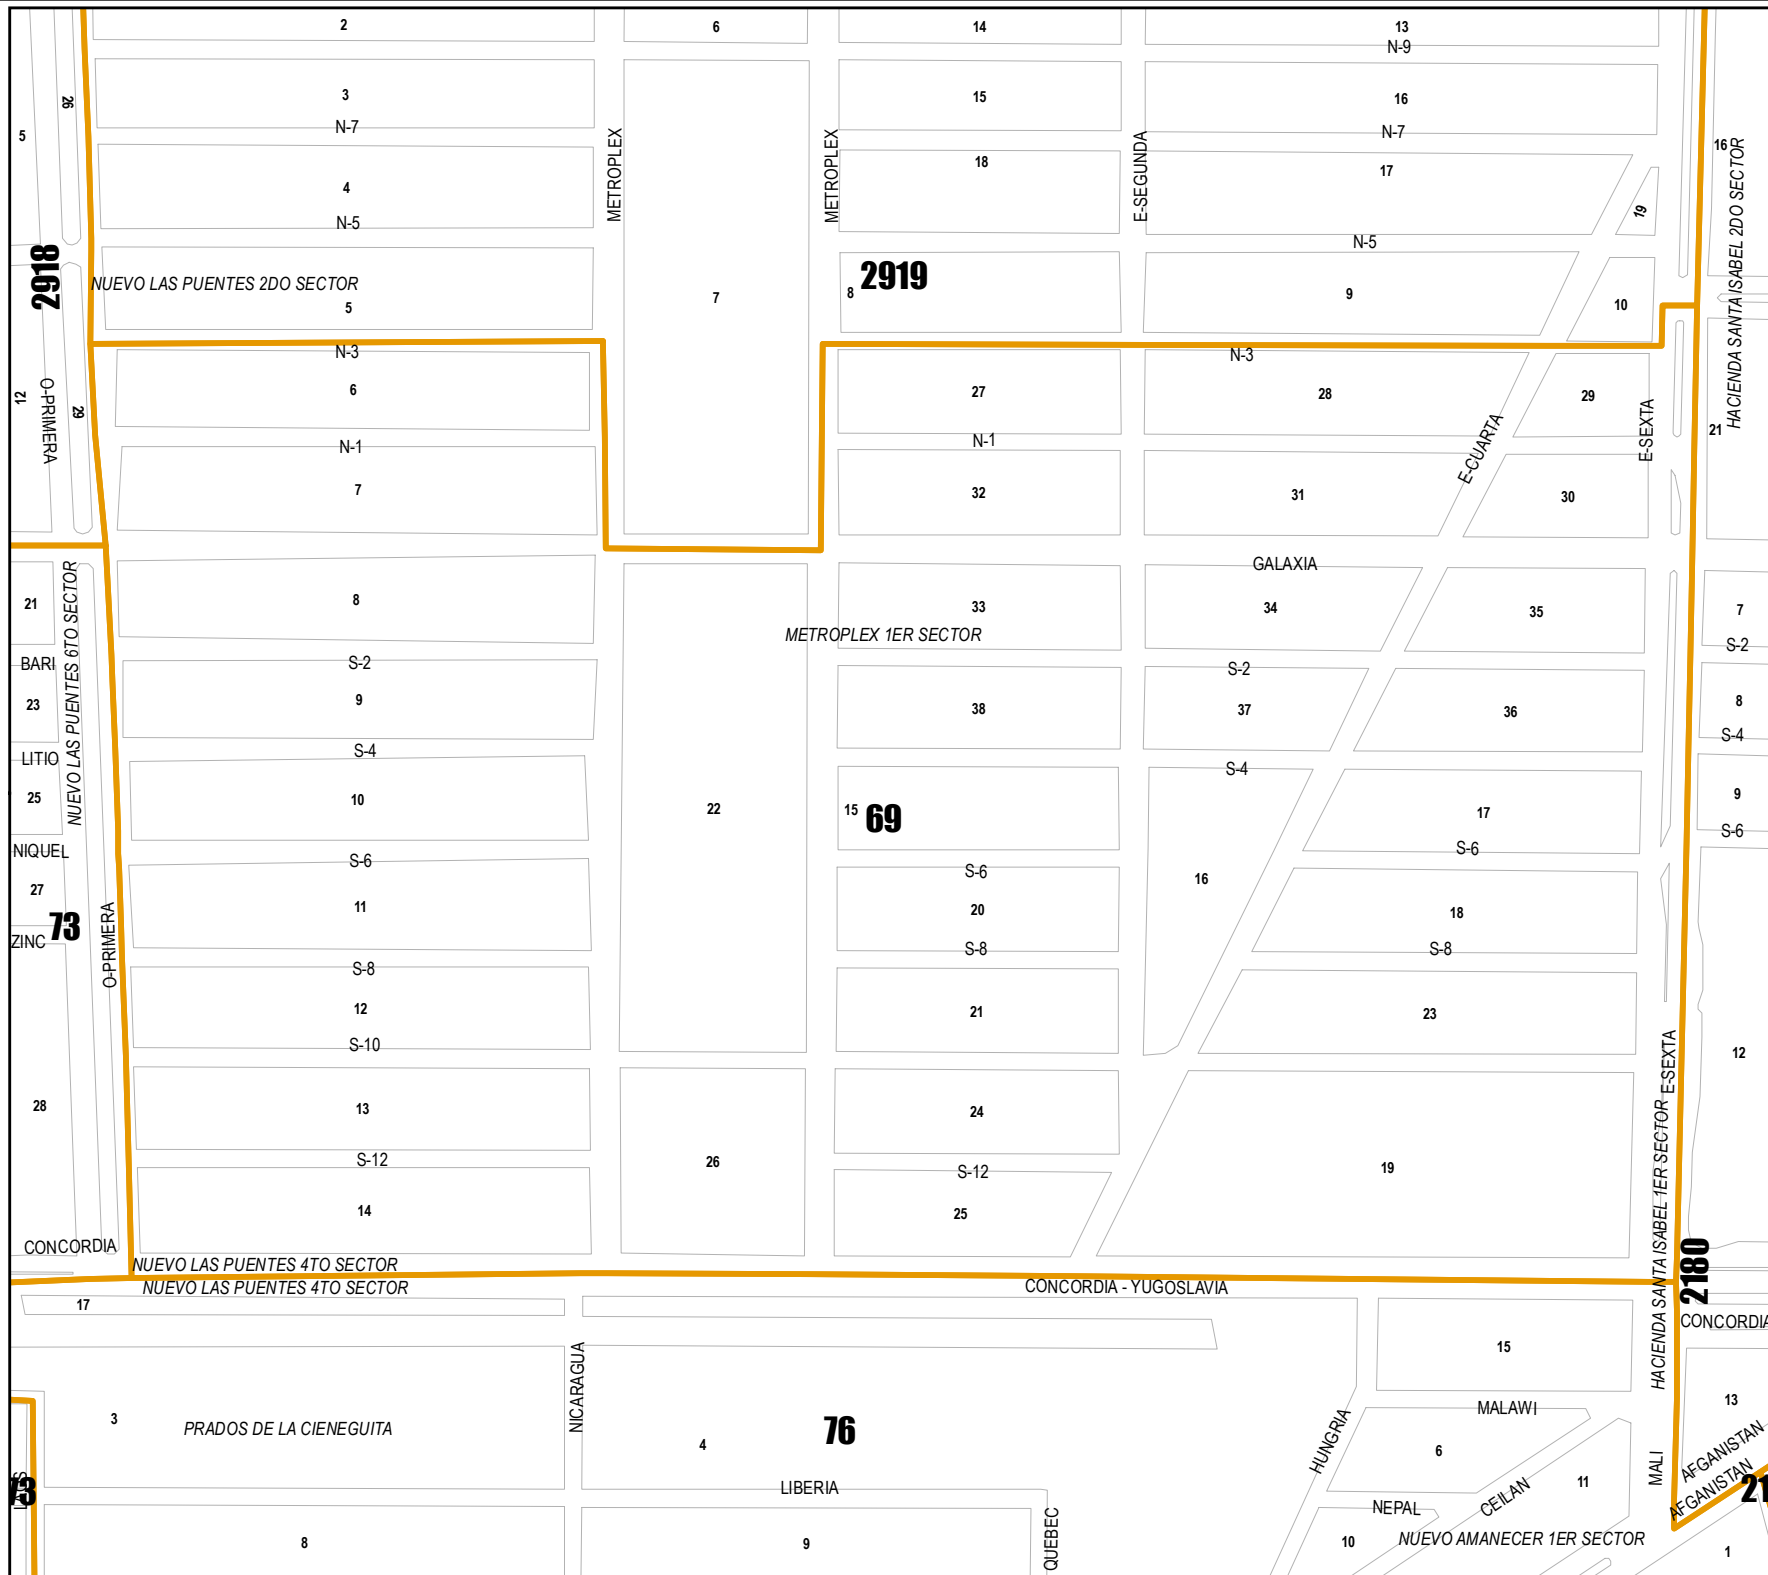 2
6
14
13
N-9
3
15
16
26
5
N-7
N-7
METROPLEX
METROPLEX
E-SEGUNDA
16
HACIENDA SANTA ISABEL 2DO SECTOR
4
18
17
19
N-5
N-5
2918
NUEVO LAS PUENTES 2DO SECTOR
5
7
8
2919
9
10
N-3
N-3
12
O-PRIMERA
29
6
27
28
29
E-SEXTA
21
N-1
N-1
E-CUARTA
7
32
31
30
GALAXIA
21
NUEVO LAS PUENTES 6TO SECTOR
8
33
34
35
7
METROPLEX 1ER SECTOR
S-2
BARI
S-2
S-2
23
9
38
37
36
8
S-4
LITIO
S-4
S-4
25
10
22
15
69
17
9
S-6
NIQUEL
S-6
S-6
S-6
27
11
20
16
18
73
ZINC
O-PRIMERA
S-8
S-8
S-8
12
21
23
12
S-10
E-SEXTA
28
13
24
26
19
S-12
S-12
14
25
HACIENDA SANTA ISABEL 1ER SECTOR
CONCORDIA
NUEVO LAS PUENTES 4TO SECTOR
NUEVO LAS PUENTES 4TO SECTOR
CONCORDIA - YUGOSLAVIA
2180
17
CONCORDIA
15
NICARAGUA
3
PRADOS DE LA CIENEGUITA
4
76
HUNGRIA
MALAWI
6
13
AFGANISTAN
AFGANISTAN
MALI
73
LIBERIA
11
CEILAN
NEPAL
21
QUEBEC
8
9
10
NUEVO AMANECER 1ER SECTOR
1